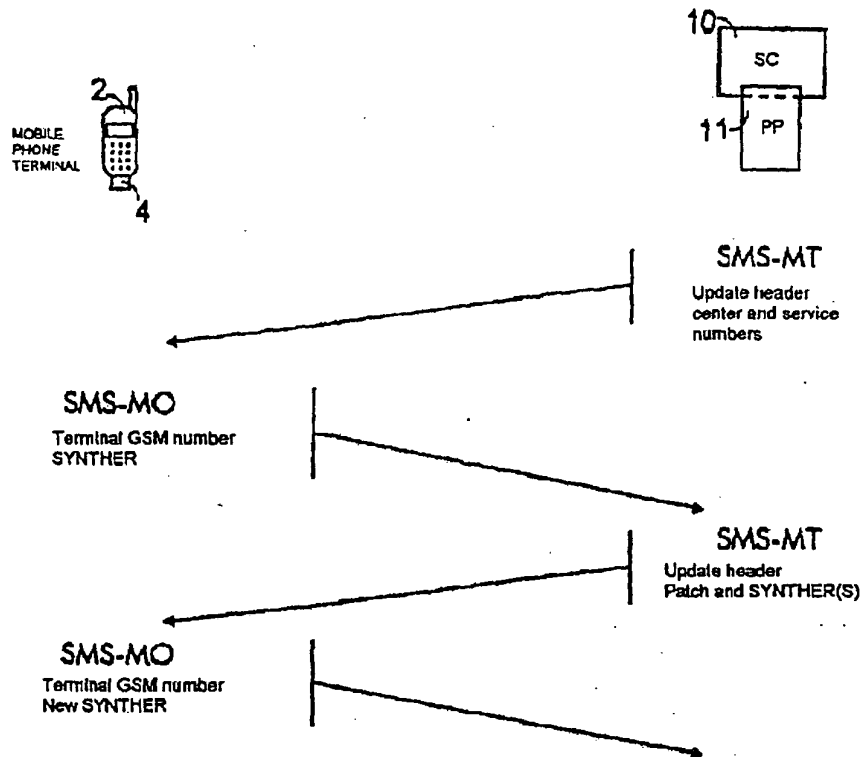 10
SC
11
PP
2
MOBILE
PHONE
TERMINAL
4
SMS-MT
Update header
center and service
numbers
SMS-MO
Terminal GSM number
SYNTHER
SMS-MT
Update header
Patch and SYNTHER(S)
SMS-MO
Terminal GSM number
New SYNTHER